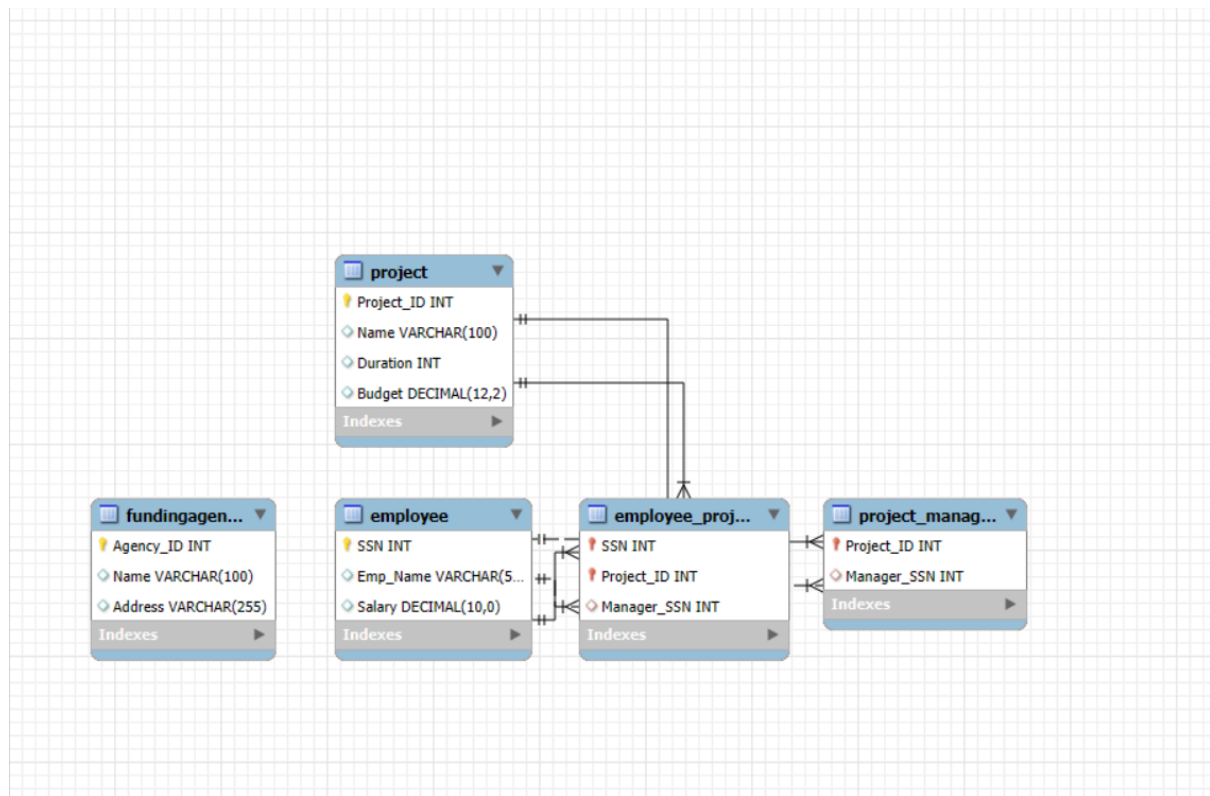 project
Project_ID INT
Name VARCHAR(100)
Duration INT
Budget DECIMAL(12,2)
Indexes
fundingagen...
Agency_ID INT
Name VARCHAR(100)
Address VARCHAR(255)
Indexes
employee
SSN INT
Emp_Name VARCHAR(5...
Salary DECIMAL(10,0)
Indexes
employee_proj...
SSN INT
Project_ID INT
Manager_SSN INT
Indexes
project_manag...
Project_ID INT
Manager_SSN INT
Indexes